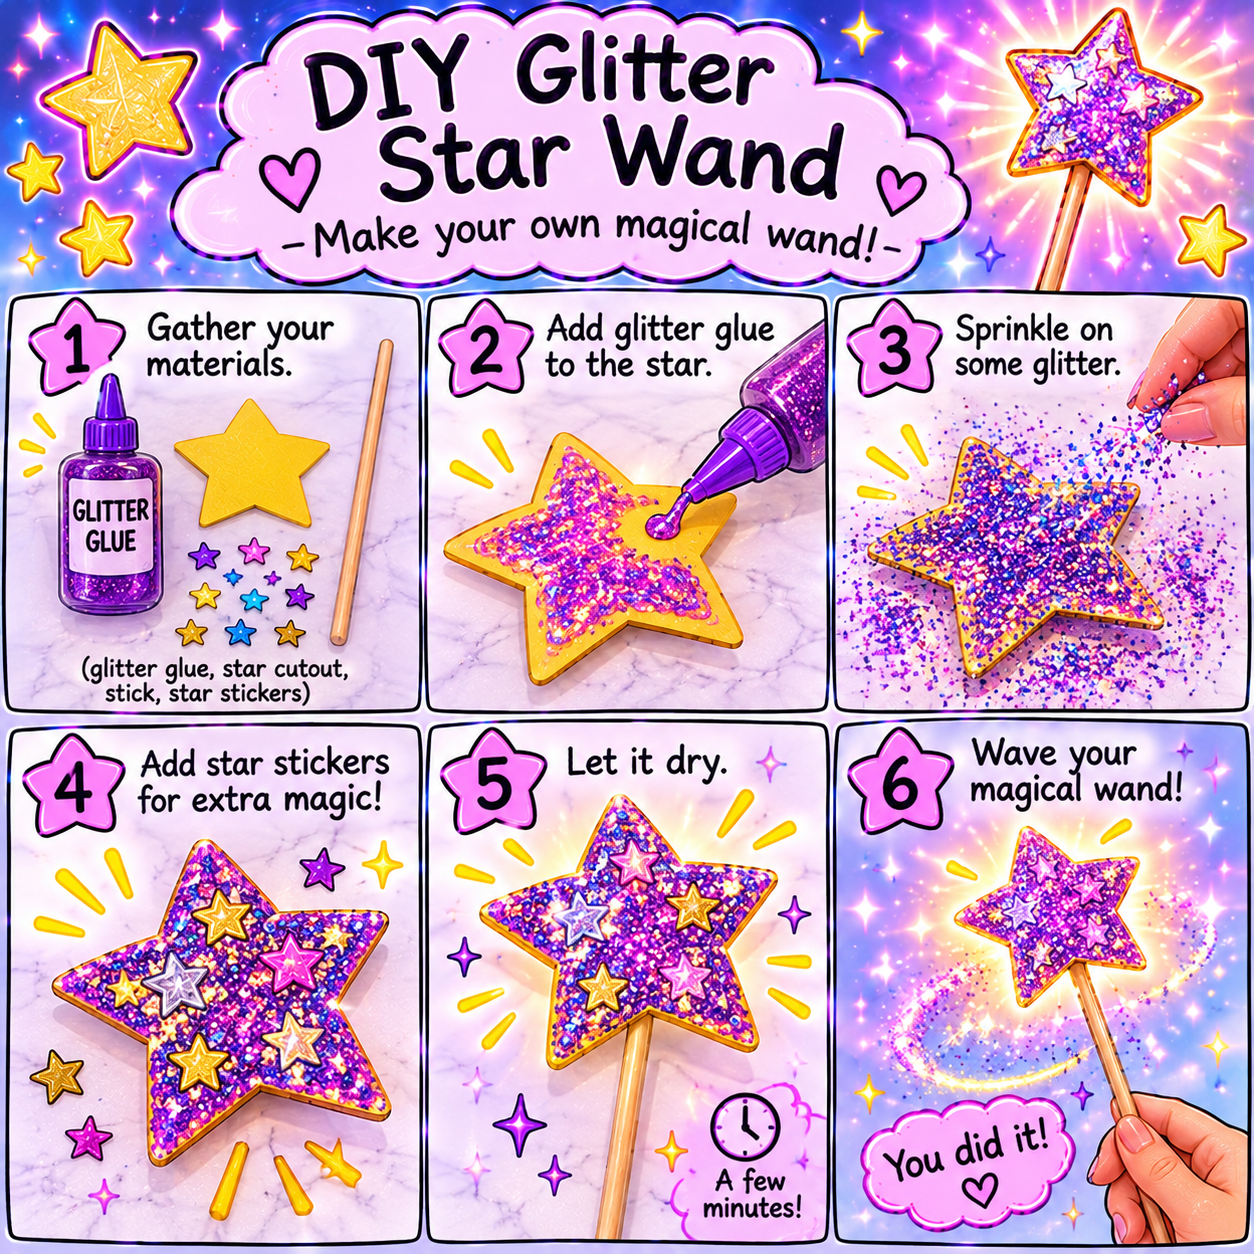 DIY Glitter
Star Wand
-Make your own magical wand!-
1
Gather your
materials.
GLITTER
GLUE
(glitter glue, star cutout,
stick, star stickers)
2
Add glitter glue
to the star.
3
Sprinkle on
some glitter.
4
Add star stickers
for extra magic!
5
Let it dry.
A few
minutes!
6
Wave your
magical wand!
You did it!